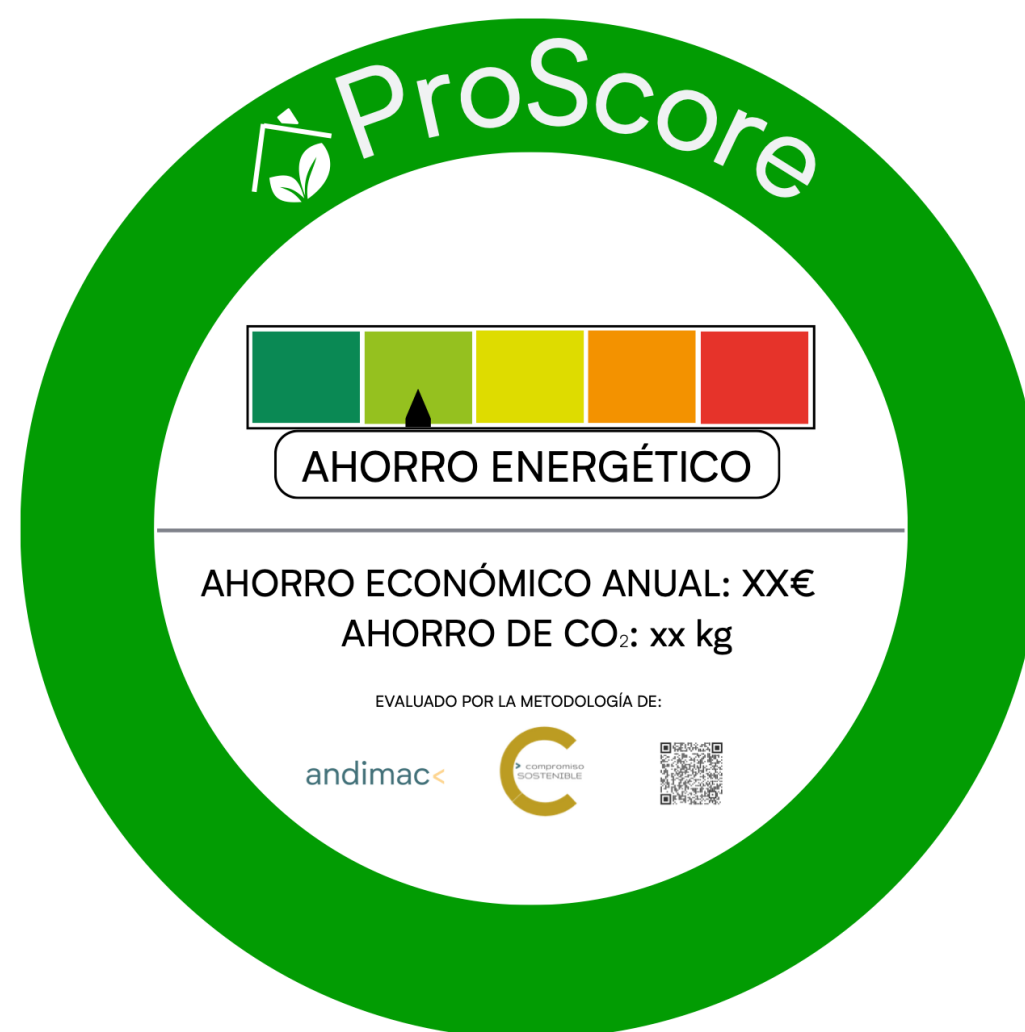 ProScore
AHORRO ENERGÉTICO
AHORRO ECONÓMICO ANUAL: XX€
AHORRO DE CO₂: xx kg
EVALUADO POR LA METODOLOGÍA DE:
andimac<
> compromiso
SOSTENIBLE